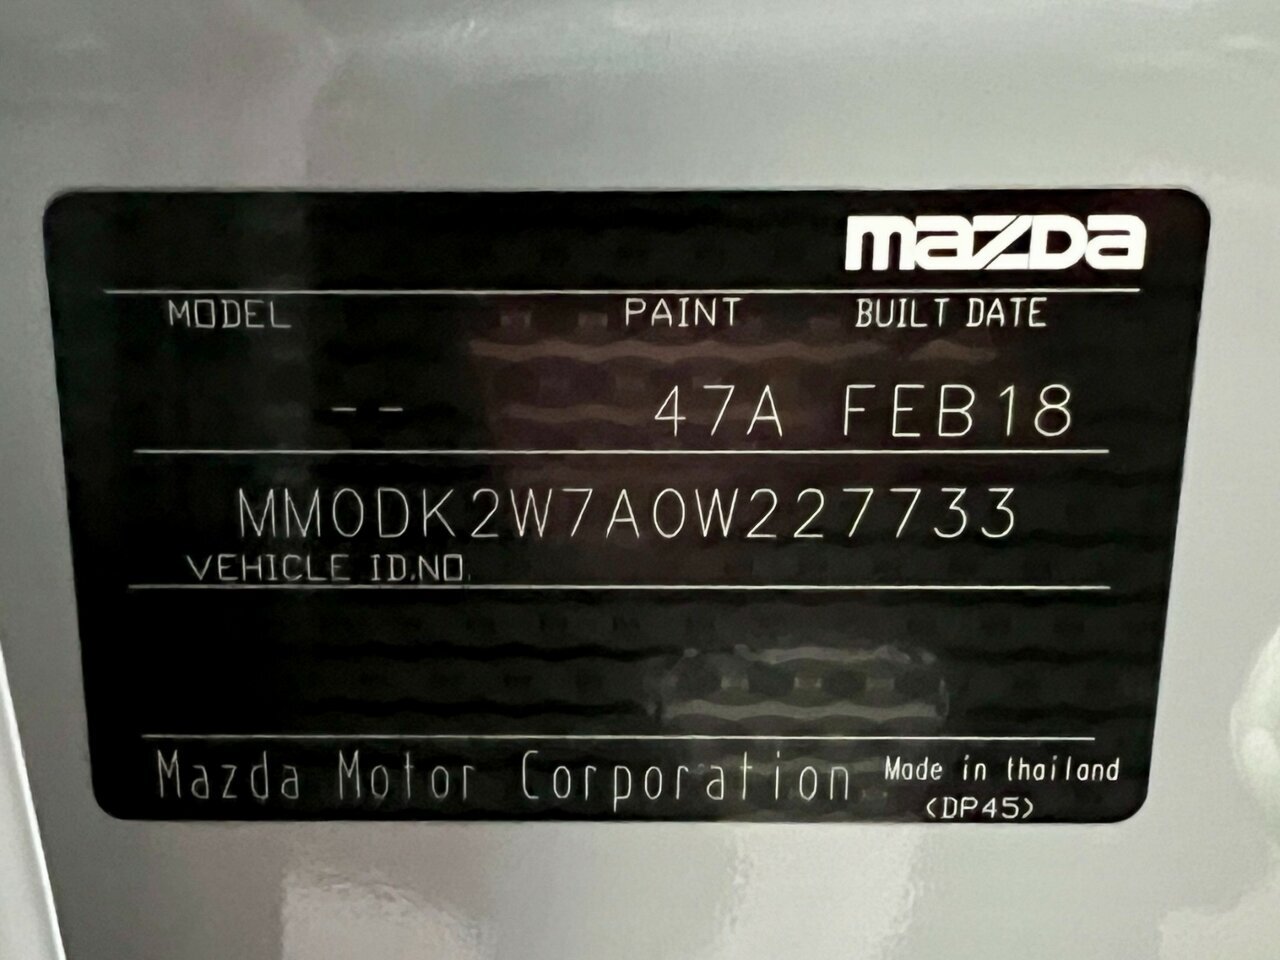 mazda
MODEL PAINT BUILT DATE
-- 47A FEB18
MM0DK2W7A0W227733
VEHICLE ID.NO.
Mazda Motor Corporation Made in thailand
(DP45)